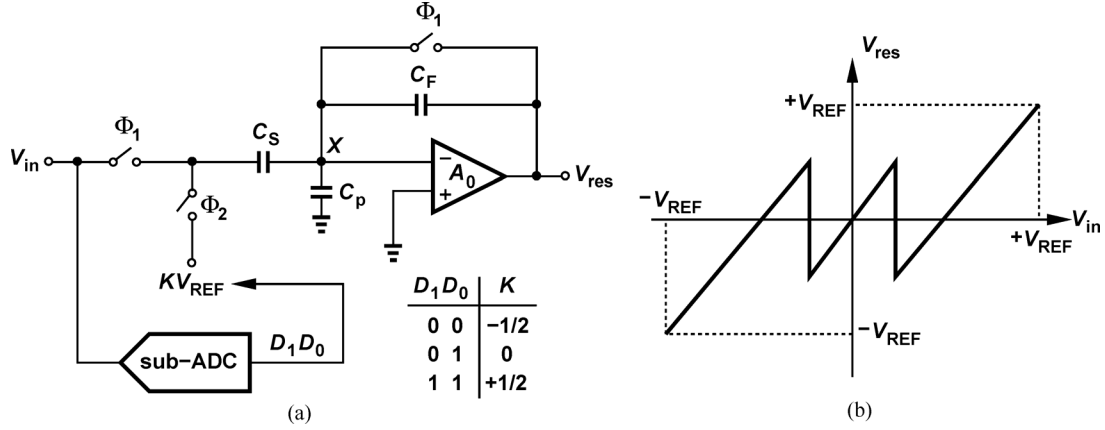 Φ1
CF
Φ1
CS
X
Vin
Cp
A0
−
+
Vres
Φ2
KVREF
D1D0
sub−ADC
D1D0 K
0 0 −1/2
0 1 0
1 1 +1/2
(a)
Vres
+VREF
−VREF
Vin
+VREF
−VREF
(b)